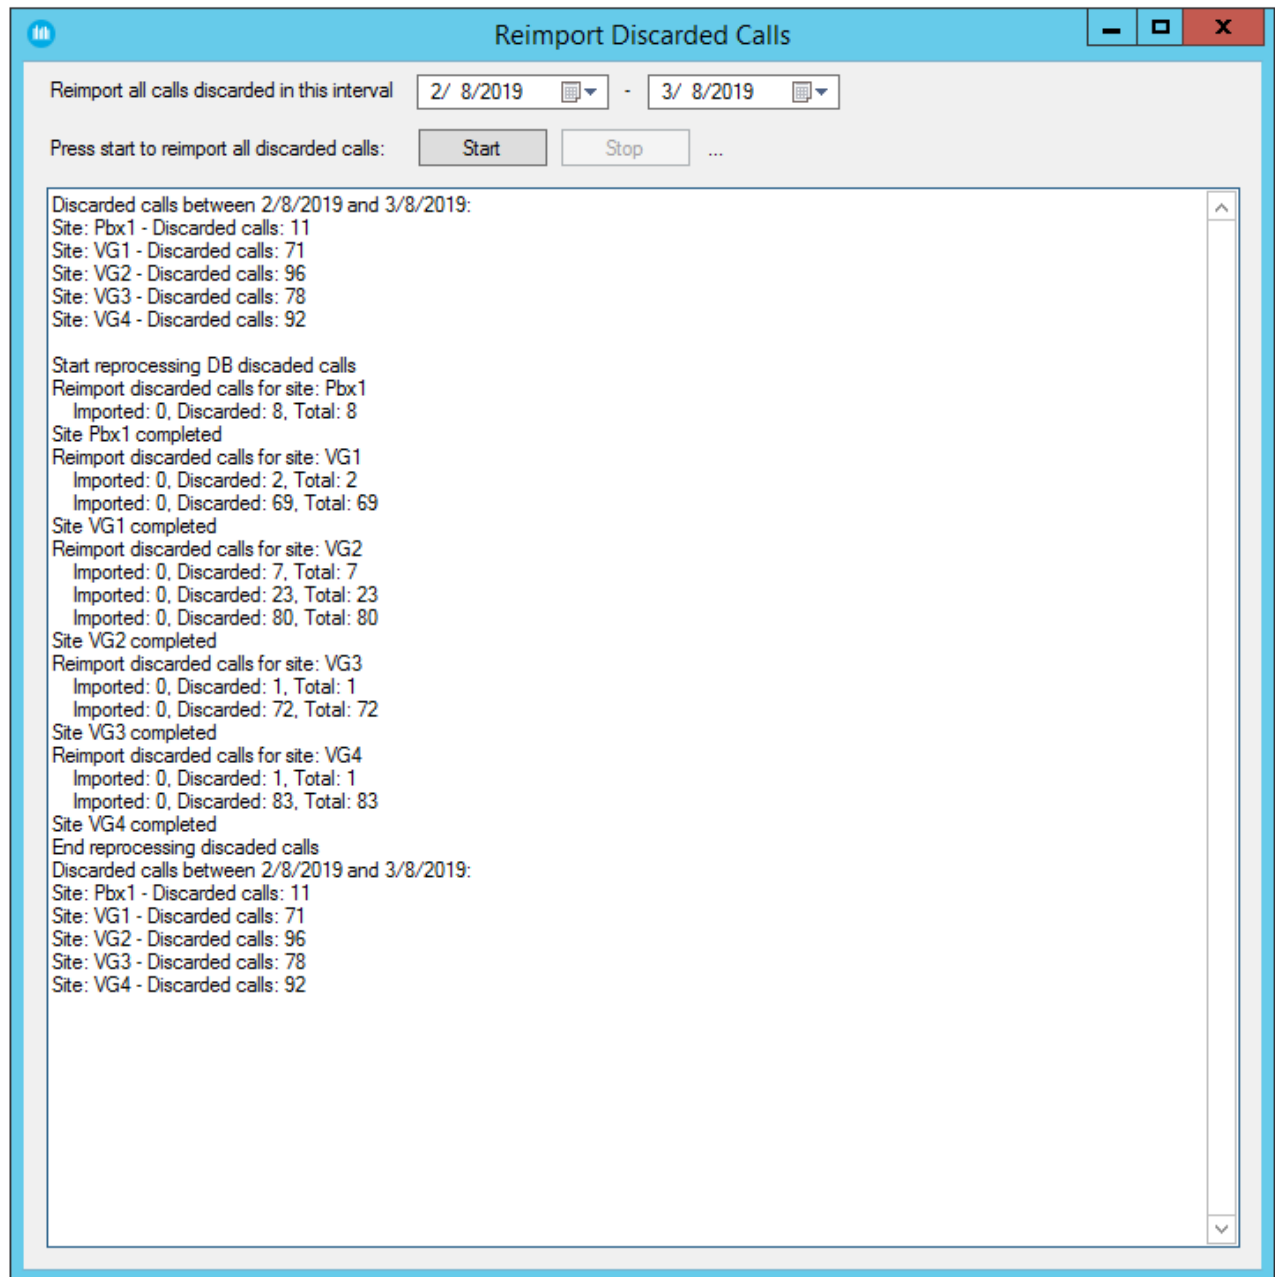 Reimport Discarded Calls
Reimport all calls discarded in this interval 2/ 8/2019 - 3/ 8/2019
Press start to reimport all discarded calls: Start Stop ...
Discarded calls between 2/8/2019 and 3/8/2019:
Site: Pbx1 - Discarded calls: 11
Site: VG1 - Discarded calls: 71
Site: VG2 - Discarded calls: 96
Site: VG3 - Discarded calls: 78
Site: VG4 - Discarded calls: 92
Start reprocessing DB discaded calls
Reimport discarded calls for site: Pbx1
Imported: 0, Discarded: 8, Total: 8
Site Pbx1 completed
Reimport discarded calls for site: VG1
Imported: 0, Discarded: 2, Total: 2
Imported: 0, Discarded: 69, Total: 69
Site VG1 completed
Reimport discarded calls for site: VG2
Imported: 0, Discarded: 7, Total: 7
Imported: 0, Discarded: 23, Total: 23
Imported: 0, Discarded: 80, Total: 80
Site VG2 completed
Reimport discarded calls for site: VG3
Imported: 0, Discarded: 1, Total: 1
Imported: 0, Discarded: 72, Total: 72
Site VG3 completed
Reimport discarded calls for site: VG4
Imported: 0, Discarded: 1, Total: 1
Imported: 0, Discarded: 83, Total: 83
Site VG4 completed
End reprocessing discaded calls
Discarded calls between 2/8/2019 and 3/8/2019:
Site: Pbx1 - Discarded calls: 11
Site: VG1 - Discarded calls: 71
Site: VG2 - Discarded calls: 96
Site: VG3 - Discarded calls: 78
Site: VG4 - Discarded calls: 92